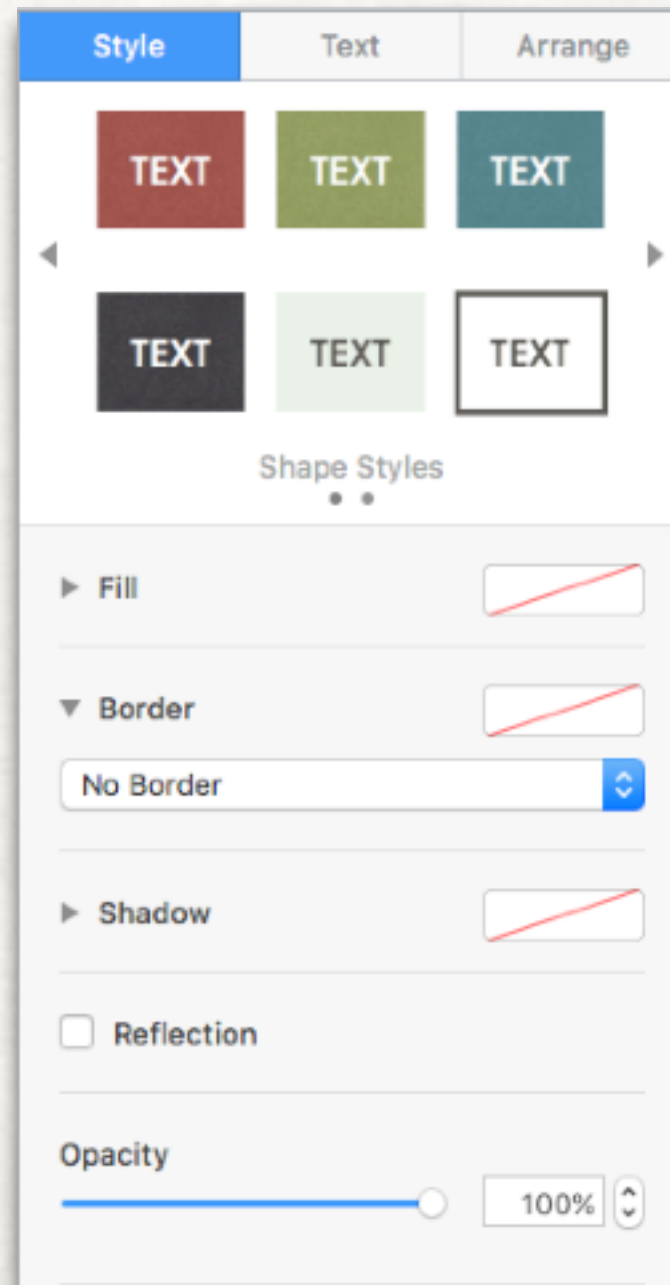 Style Text Arrange
TEXT TEXT TEXT
TEXT TEXT TEXT
Shape Styles
Fill
Border
No Border
Shadow
Reflection
Opacity
100%